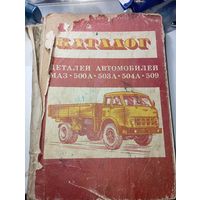 КАТАЛОГ
ДЕТАЛЕЙ АВТОМОБИЛЕЙ
МАЗ · 500А · 503А · 504А · 509